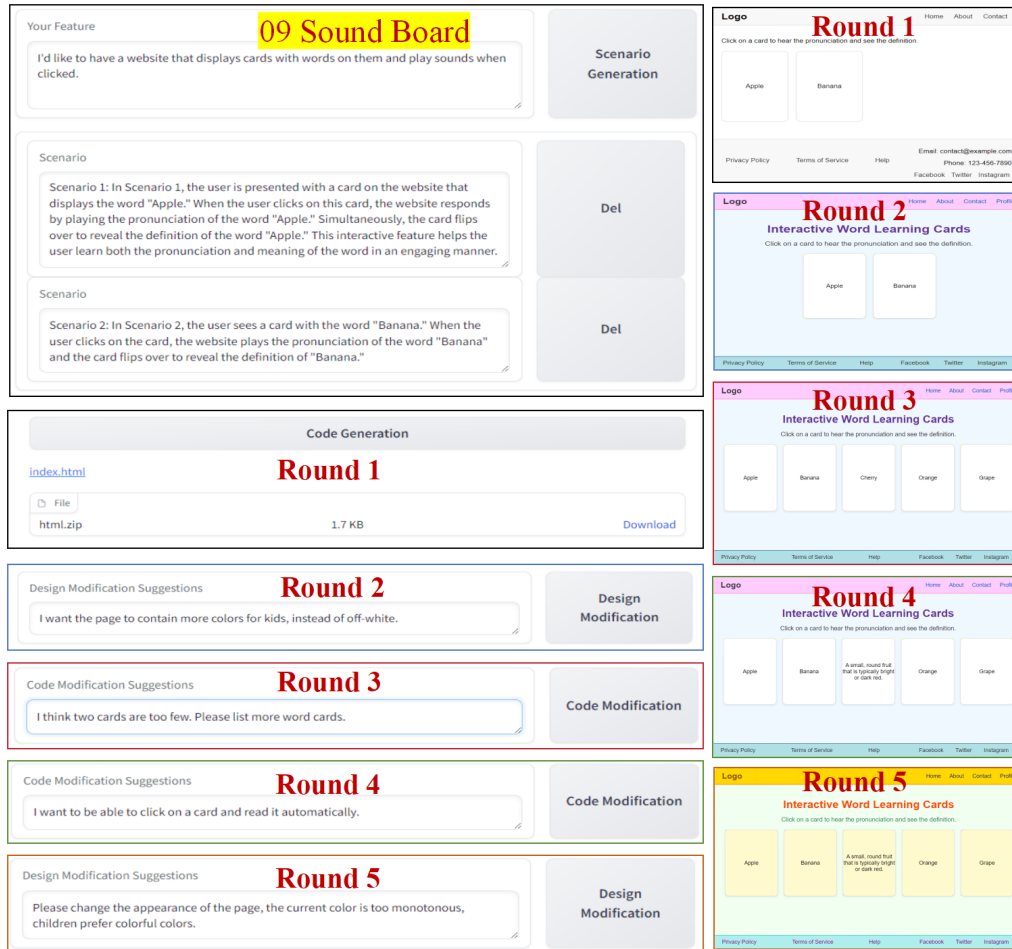 Your Feature
09 Sound Board
I'd like to have a website that displays cards with words on them and play sounds when
clicked.
Scenario
Generation
Scenario
Scenario 1: In Scenario 1, the user is presented with a card on the website that
displays the word "Apple." When the user clicks on this card, the website responds
by playing the pronunciation of the word "Apple." Simultaneously, the card flips
over to reveal the definition of the word "Apple." This interactive feature helps the
user learn both the pronunciation and meaning of the word in an engaging manner.
Del
Scenario
Scenario 2: In Scenario 2, the user sees a card with the word "Banana." When the
user clicks on the card, the website plays the pronunciation of the word "Banana"
and the card flips over to reveal the definition of "Banana."
Del
Code Generation
index.html
Round 1
File
html.zip 1.7 KB Download
Design Modification Suggestions
Round 2
I want the page to contain more colors for kids, instead of off-white.
Design
Modification
Code Modification Suggestions
Round 3
I think two cards are too few. Please list more word cards.
Code Modification
Code Modification Suggestions
Round 4
I want to be able to click on a card and read it automatically.
Code Modification
Design Modification Suggestions
Round 5
Please change the appearance of the page, the current color is too monotonous,
children prefer colorful colors.
Design
Modification
Logo
Round 1
Home About Contact
Click on a card to hear the pronunciation and see the definition.
Apple Banana
Privacy Policy Terms of Service Help
Email: contact@example.com
Phone: 123-456-7890
Facebook Twitter Instagram
Logo
Round 2
Home About Contact Profil
Interactive Word Learning Cards
Click on a card to hear the pronunciation and see the definition.
Apple Banana
Privacy Policy Terms of Service Help Facebook Twitter Instagram
Logo
Round 3
Home About Contact Profil
Interactive Word Learning Cards
Click on a card to hear the pronunciation and see the definition.
Apple Banana Cherry Orange Grape
Privacy Policy Terms of Service Help Facebook Twitter Instagram
Logo
Round 4
Home About Contact Profil
Interactive Word Learning Cards
Click on a card to hear the pronunciation and see the definition.
Apple Banana
A small, round fruit
that is typically bright
or dark red.
Orange Grape
Privacy Policy Terms of Service Help Facebook Twitter Instagram
Logo
Round 5
Home About Contact Profil
Interactive Word Learning Cards
Click on a card to hear the pronunciation and see the definition.
Apple Banana
A small, round fruit
that is typically bright
or dark red.
Orange Grape
Privacy Policy Terms of Service Help Facebook Twitter Instagram